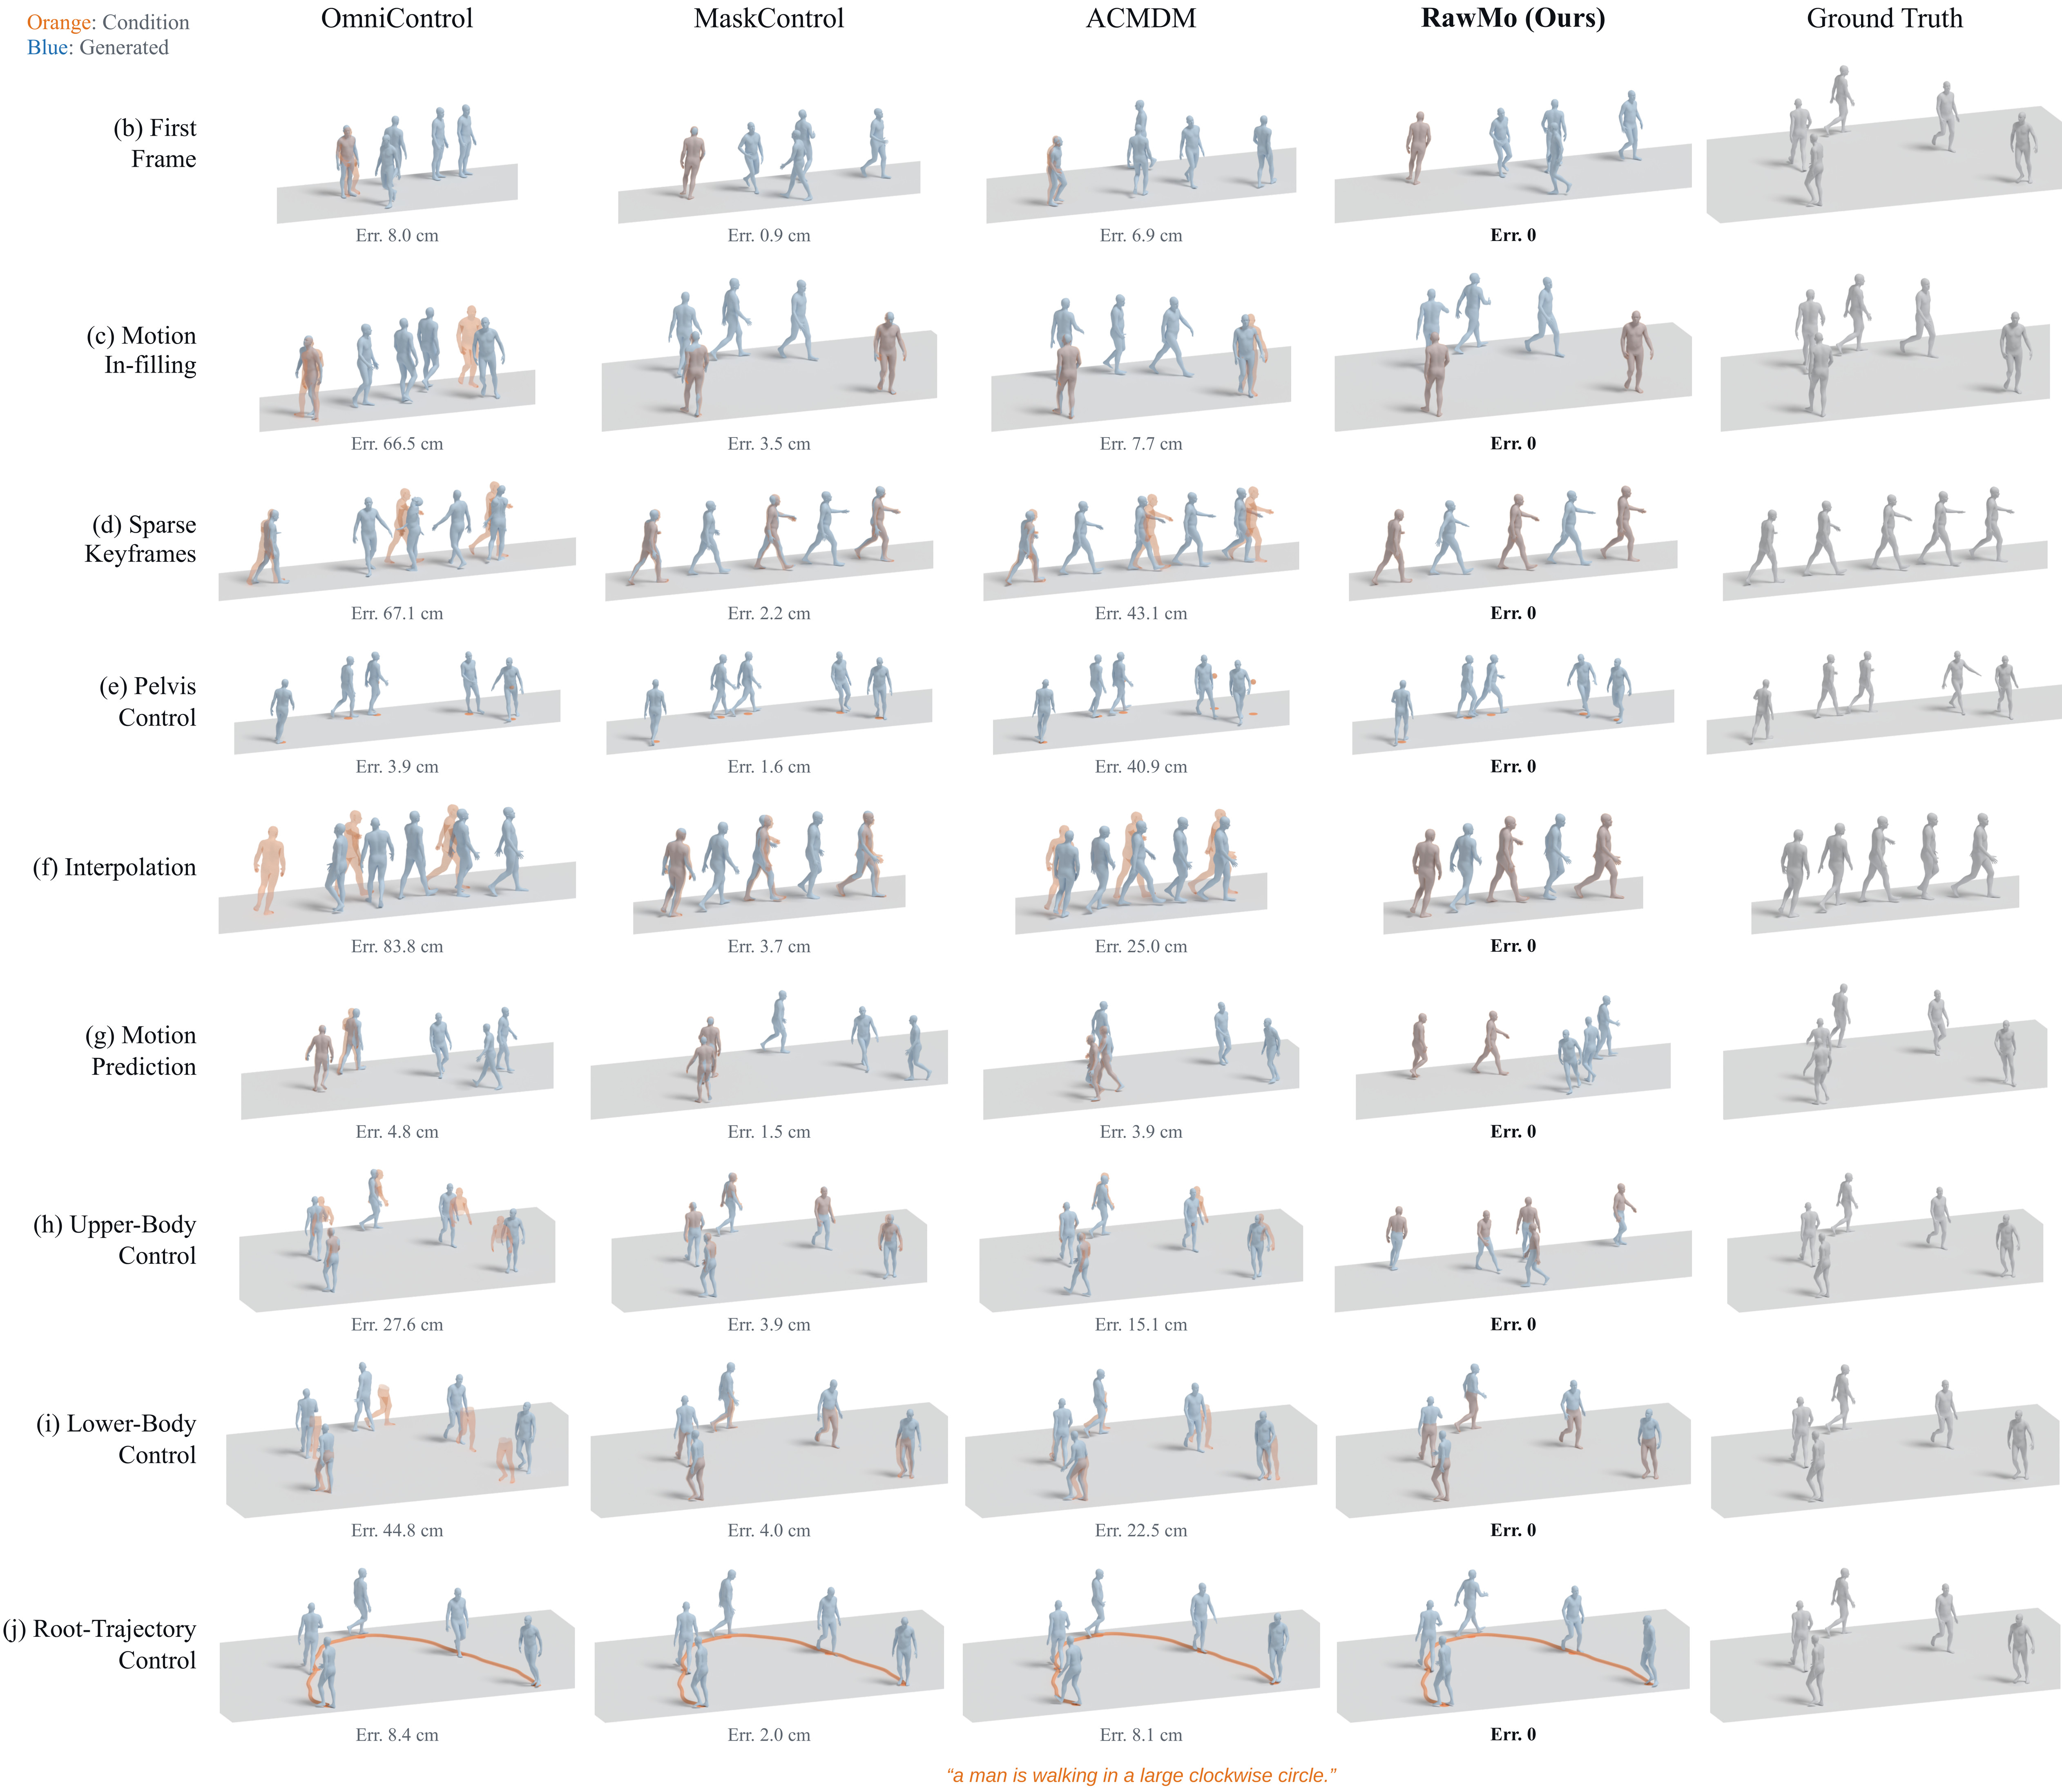 Orange: Condition
Blue: Generated
OmniControl
MaskControl
ACMDM
RawMo (Ours)
Ground Truth
(b) First
Frame
Err. 8.0 cm
Err. 0.9 cm
Err. 6.9 cm
Err. 0
(c) Motion
In-filling
Err. 66.5 cm
Err. 3.5 cm
Err. 7.7 cm
Err. 0
(d) Sparse
Keyframes
Err. 67.1 cm
Err. 2.2 cm
Err. 43.1 cm
Err. 0
(e) Pelvis
Control
Err. 3.9 cm
Err. 1.6 cm
Err. 40.9 cm
Err. 0
(f) Interpolation
Err. 83.8 cm
Err. 3.7 cm
Err. 25.0 cm
Err. 0
(g) Motion
Prediction
Err. 4.8 cm
Err. 1.5 cm
Err. 3.9 cm
Err. 0
(h) Upper-Body
Control
Err. 27.6 cm
Err. 3.9 cm
Err. 15.1 cm
Err. 0
(i) Lower-Body
Control
Err. 44.8 cm
Err. 4.0 cm
Err. 22.5 cm
Err. 0
(j) Root-Trajectory
Control
Err. 8.4 cm
Err. 2.0 cm
Err. 8.1 cm
Err. 0
“a man is walking in a large clockwise circle.”